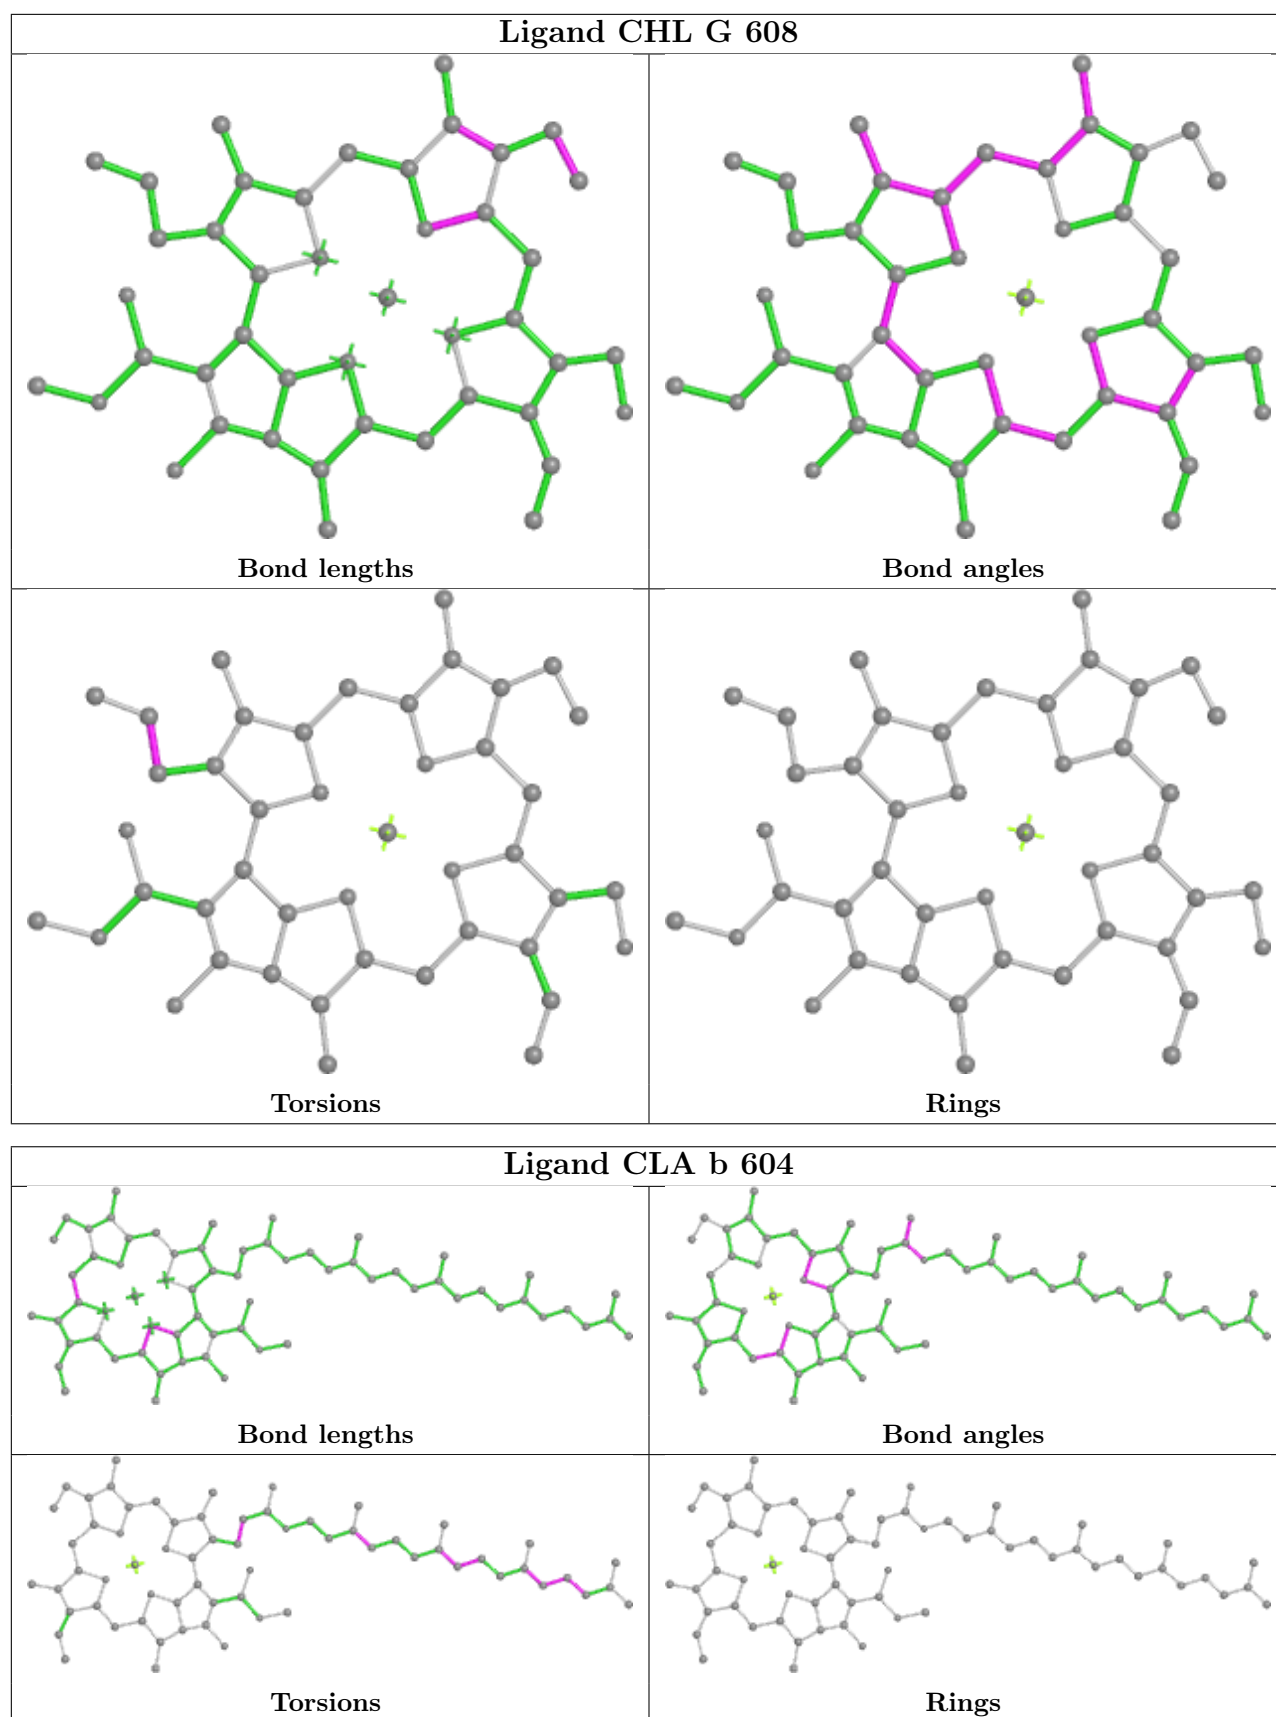 Ligand CHL G 608
Bond lengths
Bond angles
Torsions
Rings
Ligand CLA b 604
Bond lengths
Bond angles
Torsions
Rings